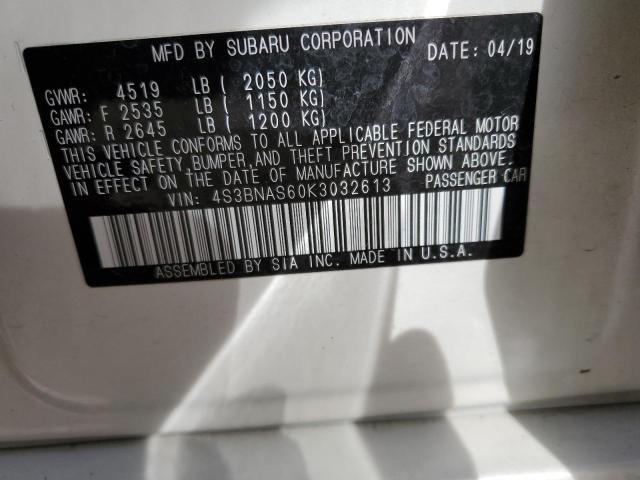 MFD BY SUBARU CORPORATION DATE: 04/19
GVWR: 4519 LB ( 2050 KG)
GAWR: F 2535 LB ( 1150 KG)
GAWR: R 2645 LB ( 1200 KG)
THIS VEHICLE CONFORMS TO ALL APPLICABLE FEDERAL MOTOR
VEHICLE SAFETY, BUMPER, AND THEFT PREVENTION STANDARDS
IN EFFECT ON THE DATE OF MANUFACTURE SHOWN ABOVE.
VIN: 4S3BNAS60K3032613 PASSENGER CAR
ASSEMBLED BY SIA INC. MADE IN U.S.A.